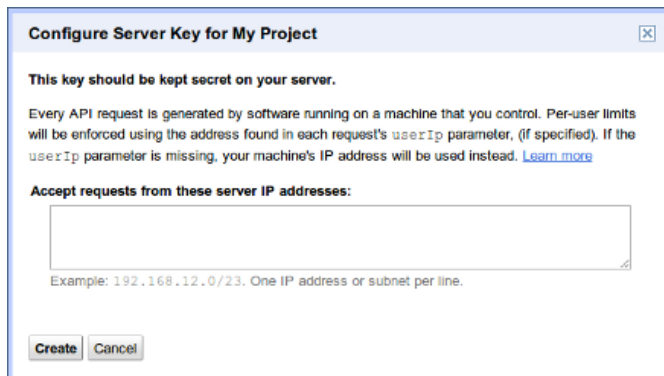 Configure Server Key for My Project
This key should be kept secret on your server.
Every API request is generated by software running on a machine that you control. Per-user limits
will be enforced using the address found in each request's userIp parameter, (if specified). If the
userIp parameter is missing, your machine's IP address will be used instead. Learn more
Accept requests from these server IP addresses:
Example: 192.168.12.0/23. One IP address or subnet per line.
Create Cancel